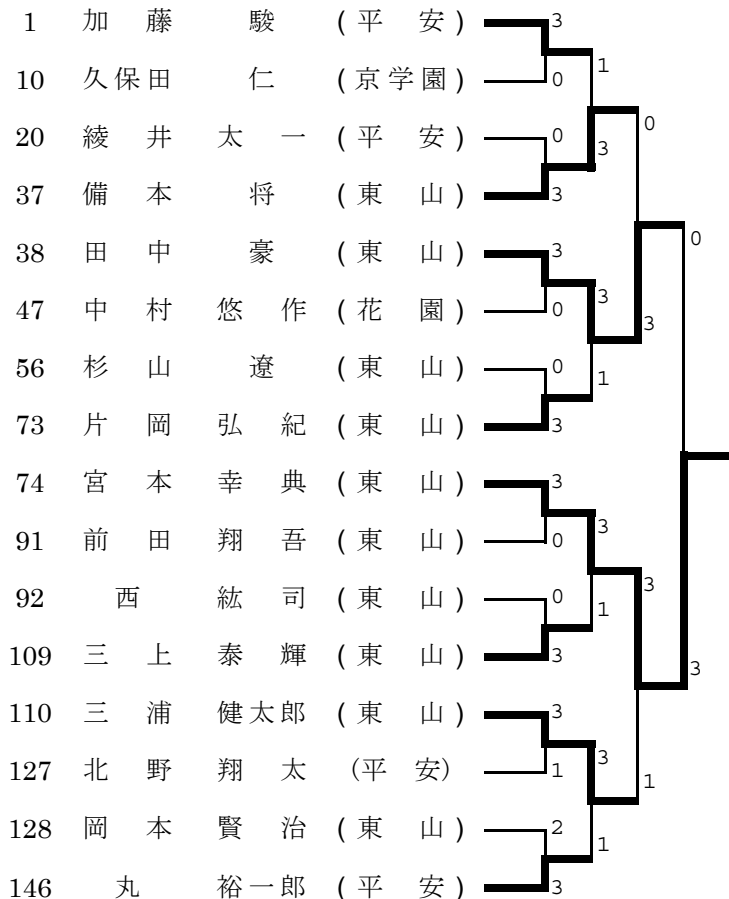 1 加藤 駿 (平 安) 3
1
10 久保田 仁 (京学園) 0
0
20 綾井太一 (平 安) 0
3
37 備本 将 (東 山) 3
0
38 田中 豪 (東 山) 3
3
47 中村悠作 (花 園) 0
3
56 杉山 遼 (東 山) 0
1
73 片岡弘紀 (東 山) 3
74 宮本幸典 (東 山) 3
3
91 前田翔吾 (東 山) 0
3
92 西 紘司 (東 山) 0
1
109 三上泰輝 (東 山) 3
3
110 三浦健太郎 (東 山) 3
3
127 北野翔太 (平 安) 1
1
128 岡本賢治 (東 山) 2
1
146 丸 裕一郎 (平 安) 3